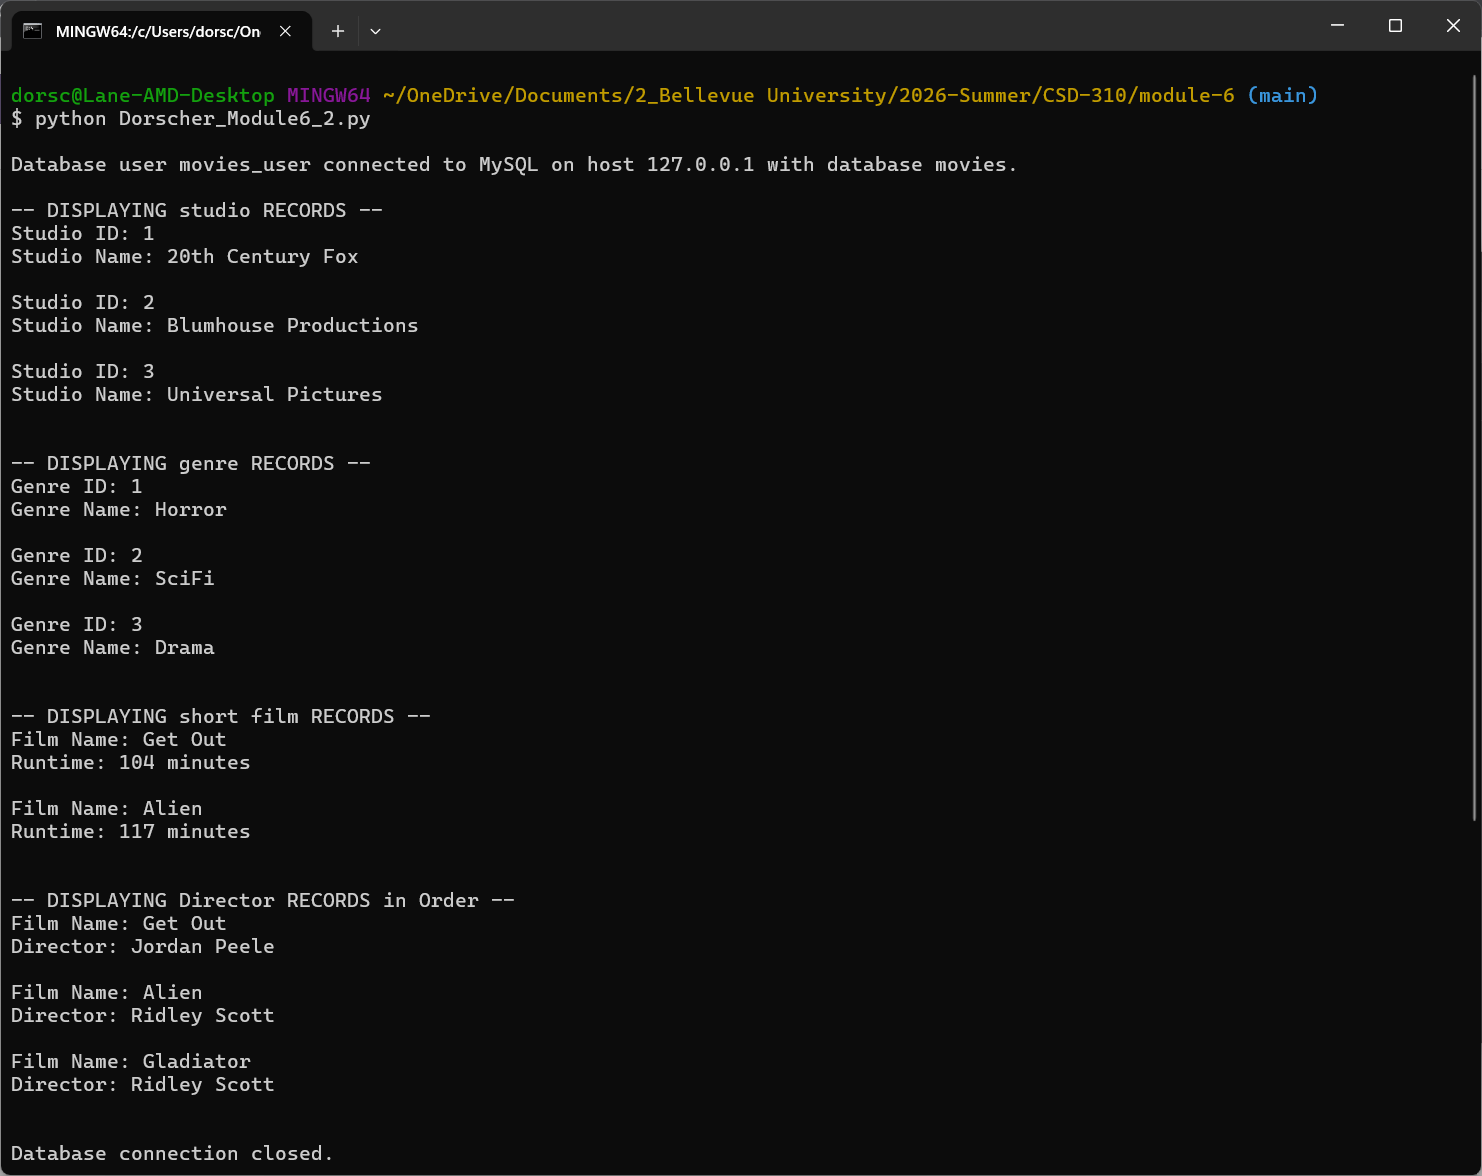 MINGW64:/c/Users/dorsc/On
dorsc@Lane-AMD-Desktop MINGW64 ~/OneDrive/Documents/2_Bellevue University/2026-Summer/CSD-310/module-6 (main)
$ python Dorscher_Module6_2.py
Database user movies_user connected to MySQL on host 127.0.0.1 with database movies.
-- DISPLAYING studio RECORDS --
Studio ID: 1
Studio Name: 20th Century Fox
Studio ID: 2
Studio Name: Blumhouse Productions
Studio ID: 3
Studio Name: Universal Pictures
-- DISPLAYING genre RECORDS --
Genre ID: 1
Genre Name: Horror
Genre ID: 2
Genre Name: SciFi
Genre ID: 3
Genre Name: Drama
-- DISPLAYING short film RECORDS --
Film Name: Get Out
Runtime: 104 minutes
Film Name: Alien
Runtime: 117 minutes
-- DISPLAYING Director RECORDS in Order --
Film Name: Get Out
Director: Jordan Peele
Film Name: Alien
Director: Ridley Scott
Film Name: Gladiator
Director: Ridley Scott
Database connection closed.